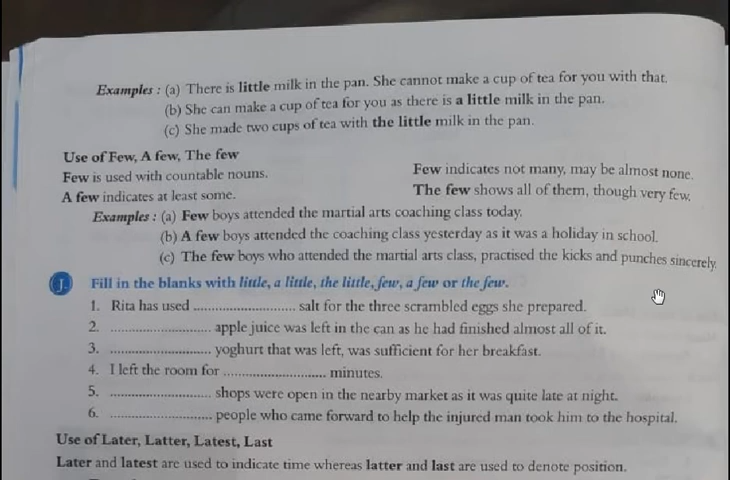 Examples : (a) There is little milk in the pan. She cannot make a cup of tea for you with that.
(b) She can make a cup of tea for you as there is a little milk in the pan.
(c) She made two cups of tea with the little milk in the pan.
Use of Few, A few, The few
Few is used with countable nouns. Few indicates not many, may be almost none.
A few indicates at least some. The few shows all of them, though very few.
Examples : (a) Few boys attended the martial arts coaching class today.
(b) A few boys attended the coaching class yesterday as it was a holiday in school.
(c) The few boys who attended the martial arts class, practised the kicks and punches sincerely.
J. Fill in the blanks with little, a little, the little, few, a few or the few.
1. Rita has used .......................... salt for the three scrambled eggs she prepared.
2. .......................... apple juice was left in the can as he had finished almost all of it.
3. .......................... yoghurt that was left, was sufficient for her breakfast.
4. I left the room for .......................... minutes.
5. .......................... shops were open in the nearby market as it was quite late at night.
6. .......................... people who came forward to help the injured man took him to the hospital.
Use of Later, Latter, Latest, Last
Later and latest are used to indicate time whereas latter and last are used to denote position.